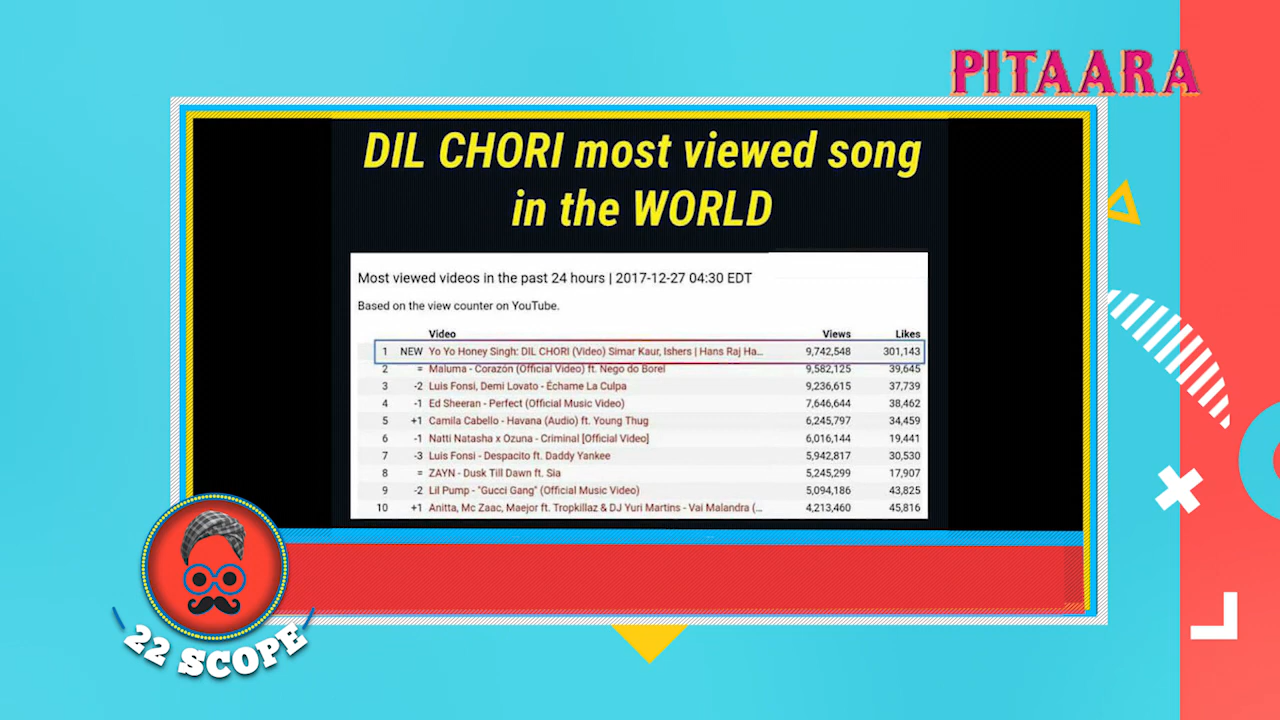 PITAARA
DIL CHORI most viewed song
in the WORLD
Most viewed videos in the past 24 hours | 2017-12-27 04:30 EDT
Based on the view counter on YouTube.
Video Views Likes
1 NEW Yo Yo Honey Singh: DIL CHORI (Video) Simar Kaur, Ishers | Hans Raj Ha... 9,742,548 301,143
2 = Maluma - Corazón (Official Video) ft. Nego do Borel 9,582,125 39,645
3 -2 Luis Fonsi, Demi Lovato - Échame La Culpa 9,236,615 37,739
4 -1 Ed Sheeran - Perfect (Official Music Video) 7,646,644 38,462
5 +1 Camila Cabello - Havana (Audio) ft. Young Thug 6,245,797 34,459
6 -1 Natti Natasha x Ozuna - Criminal [Official Video] 6,016,144 19,441
7 -3 Luis Fonsi - Despacito ft. Daddy Yankee 5,942,817 30,530
8 = ZAYN - Dusk Till Dawn ft. Sia 5,245,299 17,907
9 -2 Lil Pump - "Gucci Gang" (Official Music Video) 5,094,186 43,825
10 +1 Anitta, Mc Zaac, Maejor ft. Tropkillaz & DJ Yuri Martins - Vai Malandra (... 4,213,460 45,816
22 SCOPE